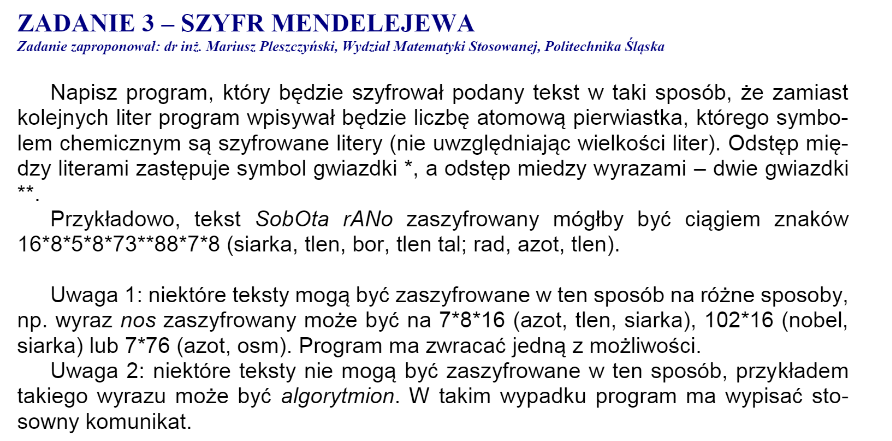 ZADANIE 3 – SZYFR MENDELEJEWA
Zadanie zaproponował: dr inż. Mariusz Pleszczyński, Wydział Matematyki Stosowanej, Politechnika Śląska
Napisz program, który będzie szyfrował podany tekst w taki sposób, że zamiast
kolejnych liter program wpisywał będzie liczbę atomową pierwiastka, którego symbo-
lem chemicznym są szyfrowane litery (nie uwzględniając wielkości liter). Odstęp mię-
dzy literami zastępuje symbol gwiazdki *, a odstęp miedzy wyrazami – dwie gwiazdki
**.
Przykładowo, tekst SobOta rANo zaszyfrowany mógłby być ciągiem znaków
16*8*5*8*73**88*7*8 (siarka, tlen, bor, tlen tal; rad, azot, tlen).
Uwaga 1: niektóre teksty mogą być zaszyfrowane w ten sposób na różne sposoby,
np. wyraz nos zaszyfrowany może być na 7*8*16 (azot, tlen, siarka), 102*16 (nobel,
siarka) lub 7*76 (azot, osm). Program ma zwracać jedną z możliwości.
Uwaga 2: niektóre teksty nie mogą być zaszyfrowane w ten sposób, przykładem
takiego wyrazu może być algorytmion. W takim wypadku program ma wypisać sto-
sowny komunikat.